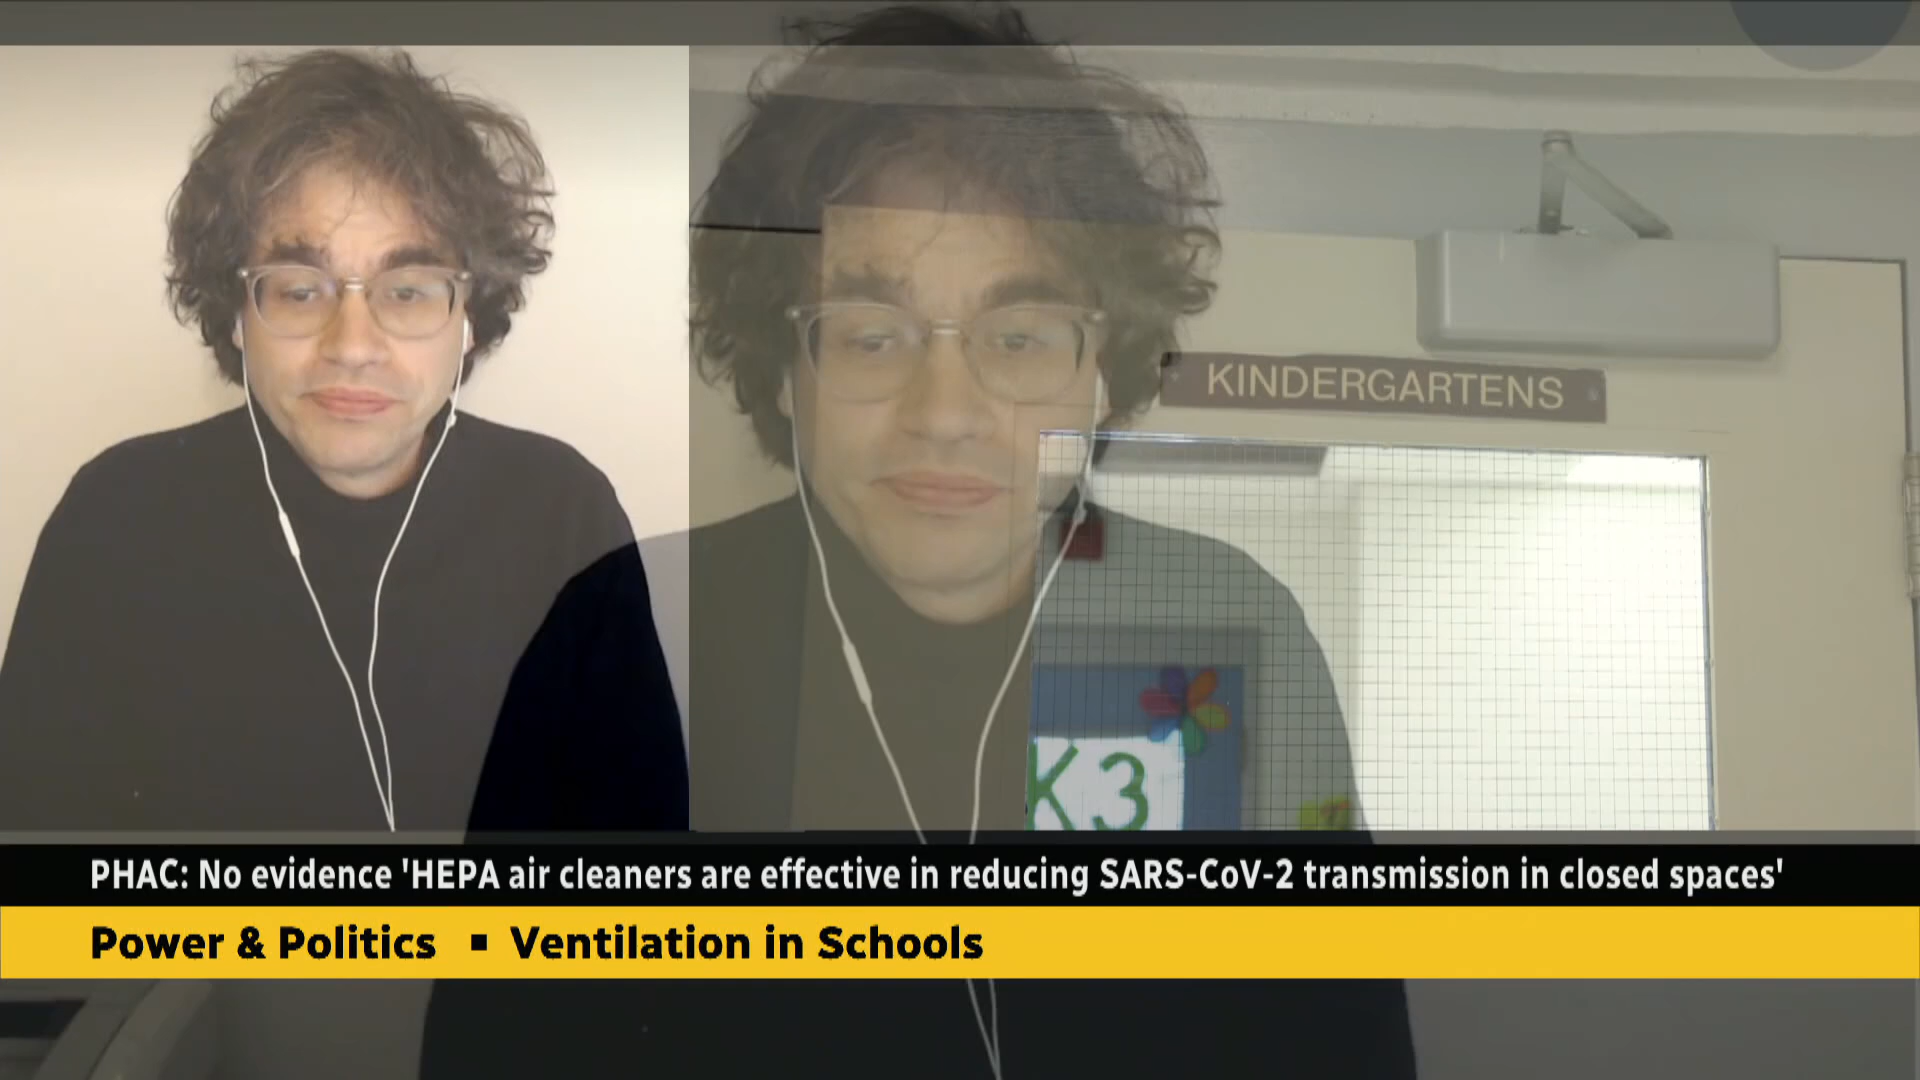 KINDERGARTENS
K3
PHAC: No evidence 'HEPA air cleaners are effective in reducing SARS-CoV-2 transmission in closed spaces'
Power & Politics ▪ Ventilation in Schools